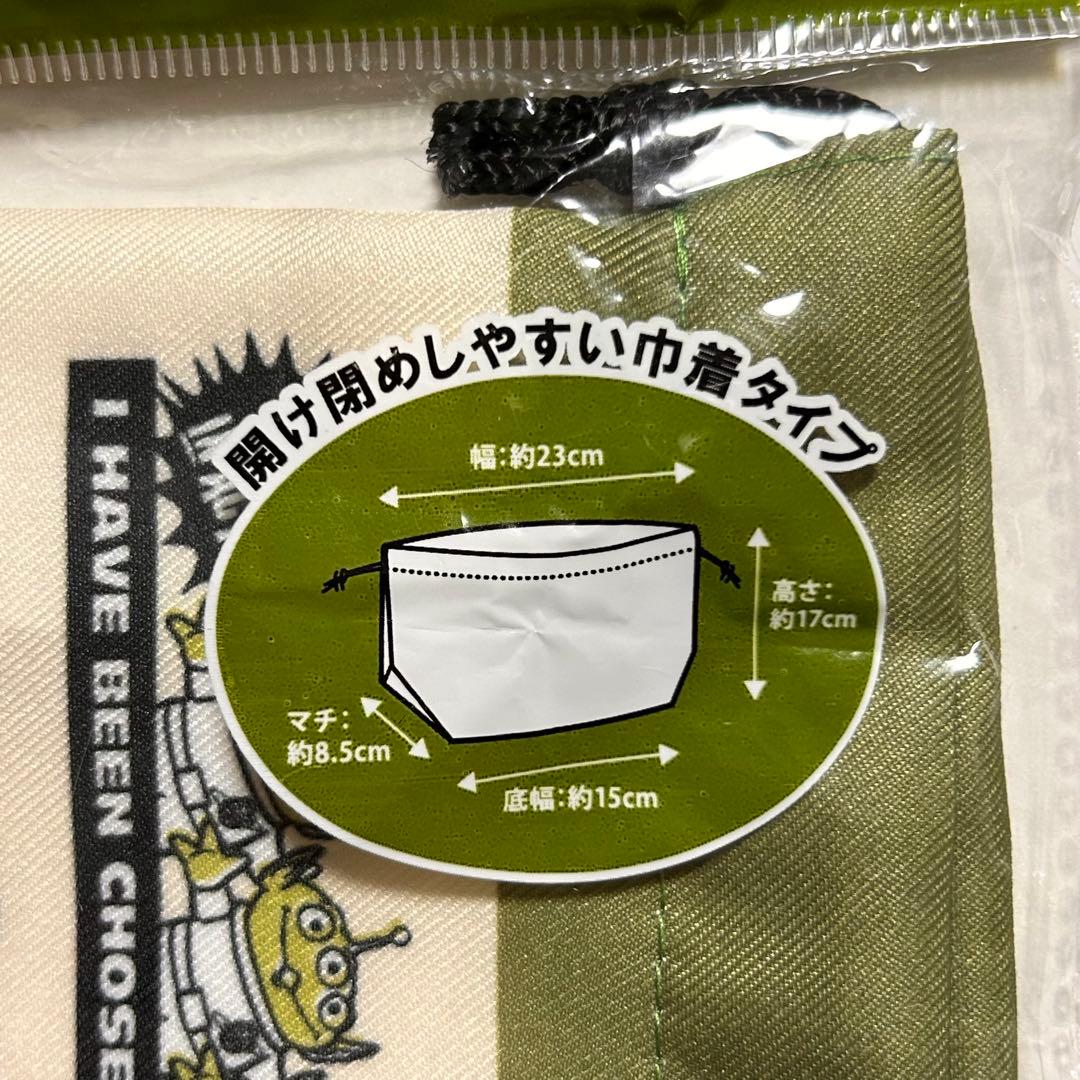 開け閉めしやすい巾着タイプ
幅:約23cm
高さ:
約17cm
マチ:
約8.5cm
底幅:約15cm
I HAVE BEEN CHOSE